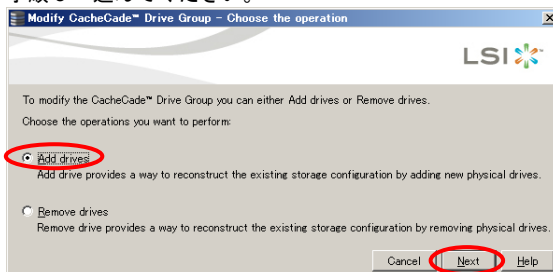 Modify CacheCade™ Drive Group – Choose the operation
LSI
To modify the CacheCade™ Drive Group you can either Add drives or Remove drives.
Choose the operations you want to perform:
Add drives
Add drive provides a way to reconstruct the existing storage configuration by adding new physical drives.
Remove drives
Remove drive provides a way to reconstruct the existing storage configuration by removing physical drives.
Cancel Next Help